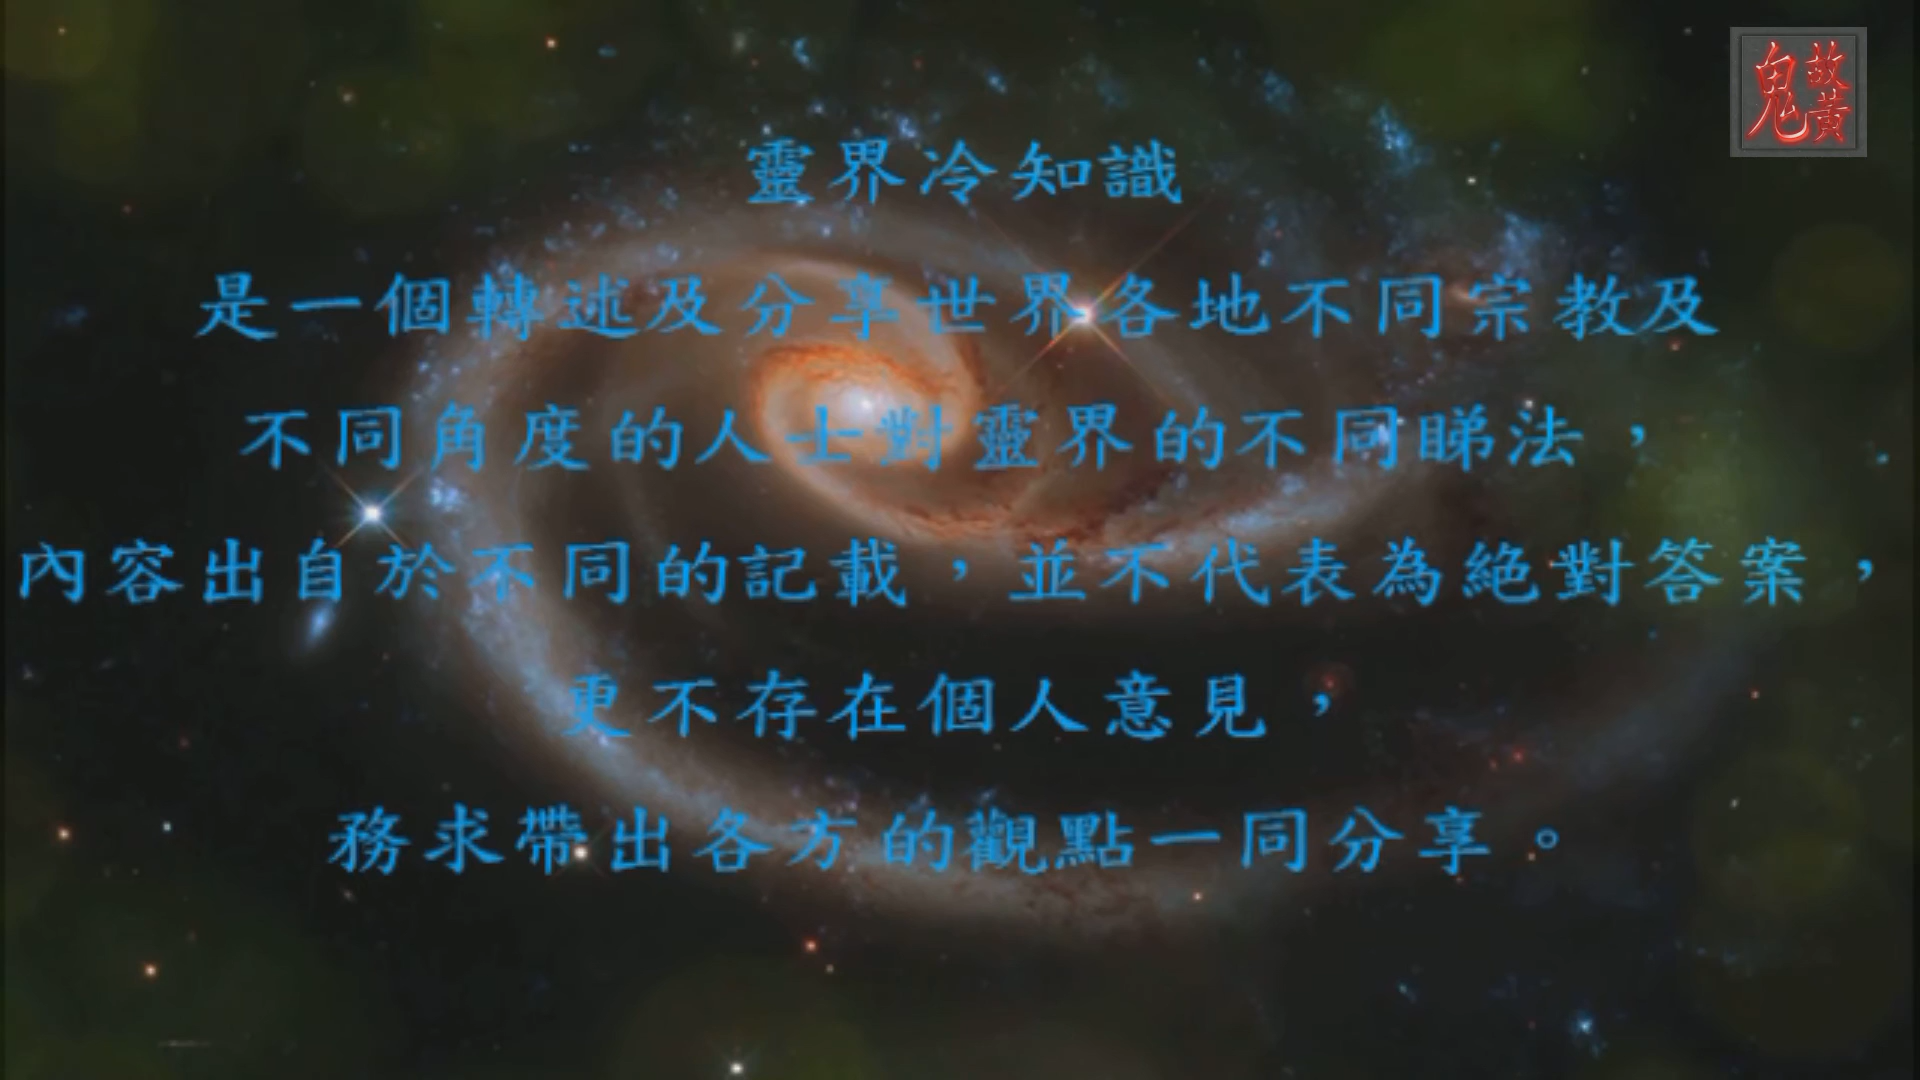 鬼故黃
靈界冷知識
是一個轉述及分享世界各地不同宗教及
不同角度的人士對靈界的不同睇法，
內容出自於不同的記載，並不代表為絕對答案，
更不存在個人意見，
務求帶出各方的觀點一同分享。